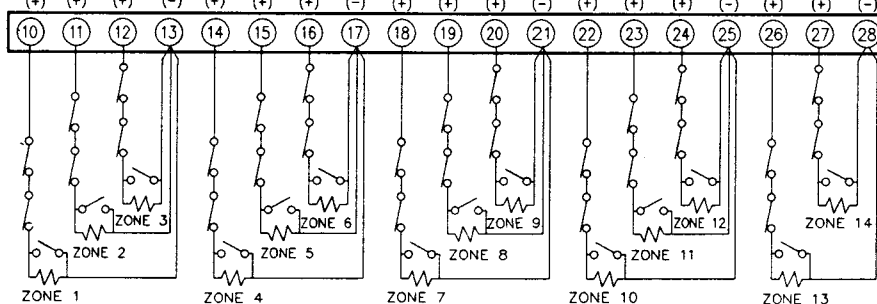 (+) (+) (+) (-) (+) (+) (+) (-) (+) (+) (+) (-) (+) (+) (+) (-) (+) (+) (-)
10 11 12 13 14 15 16 17 18 19 20 21 22 23 24 25 26 27 28
ZONE 3 ZONE 6 ZONE 9 ZONE 12 ZONE 14
ZONE 2 ZONE 5 ZONE 8 ZONE 11
ZONE 1 ZONE 4 ZONE 7 ZONE 10 ZONE 13